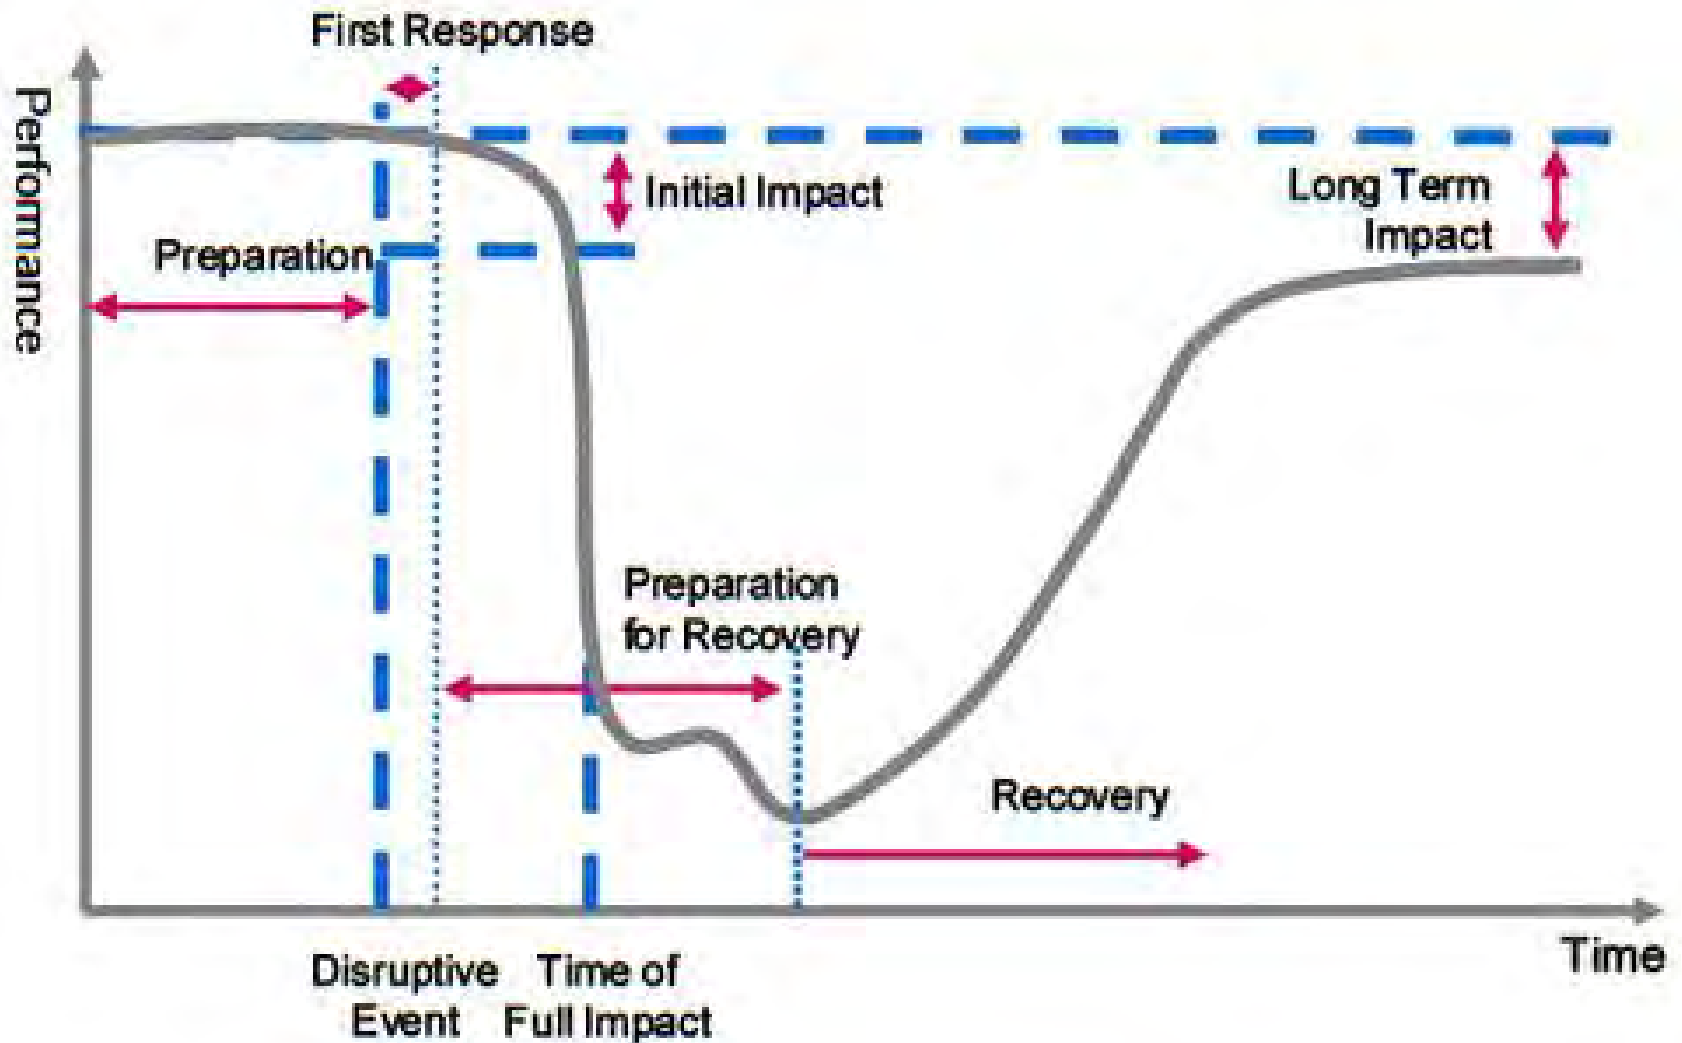 First Response
Performance
Initial Impact
Long Term
Impact
Preparation
Preparation
for Recovery
Recovery
Time
Disruptive
Event
Time of
Full Impact